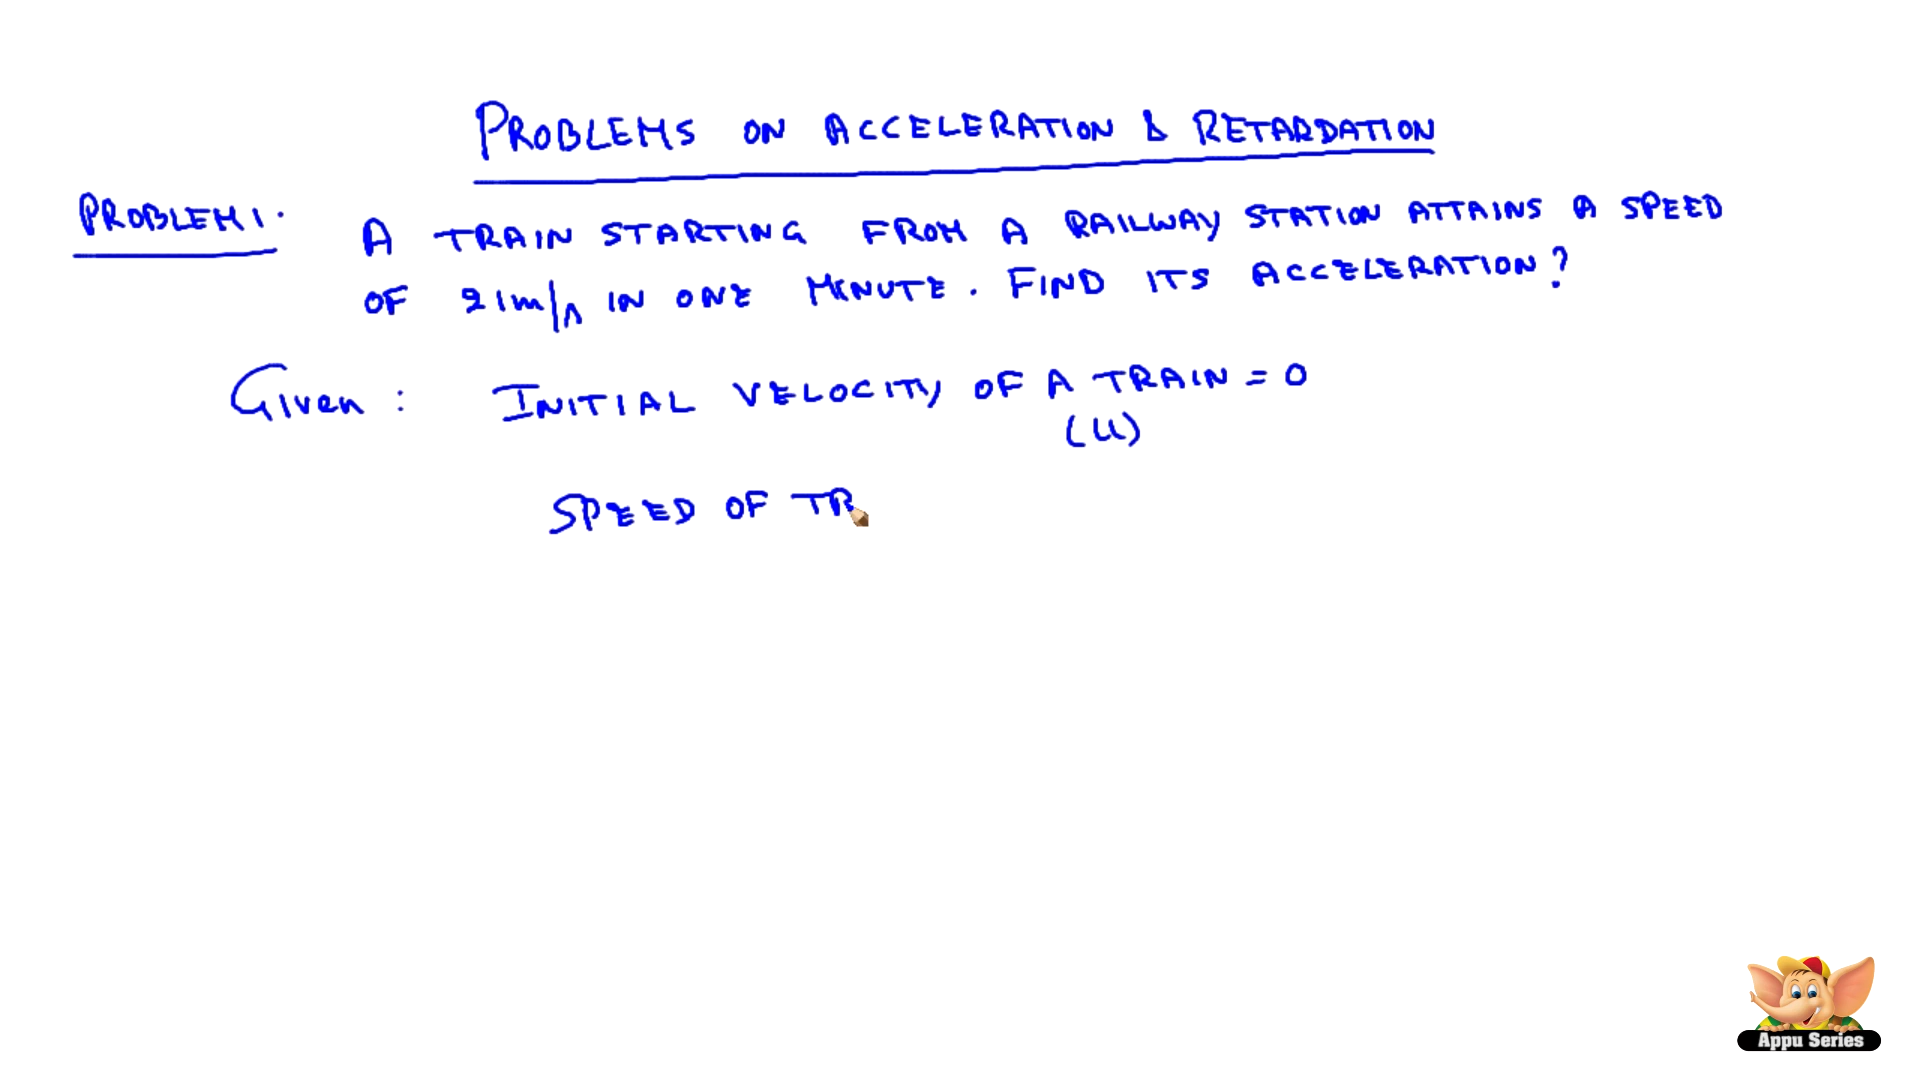 PROBLEMS ON ACCELERATION & RETARDATION
PROBLEM 1. A TRAIN STARTING FROM A RAILWAY STATION ATTAINS A SPEED
OF 21m/s IN ONE MINUTE. FIND ITS ACCELERATION?
Given : INITIAL VELOCITY OF A TRAIN = 0
(u)
SPEED OF TR
Appu Series